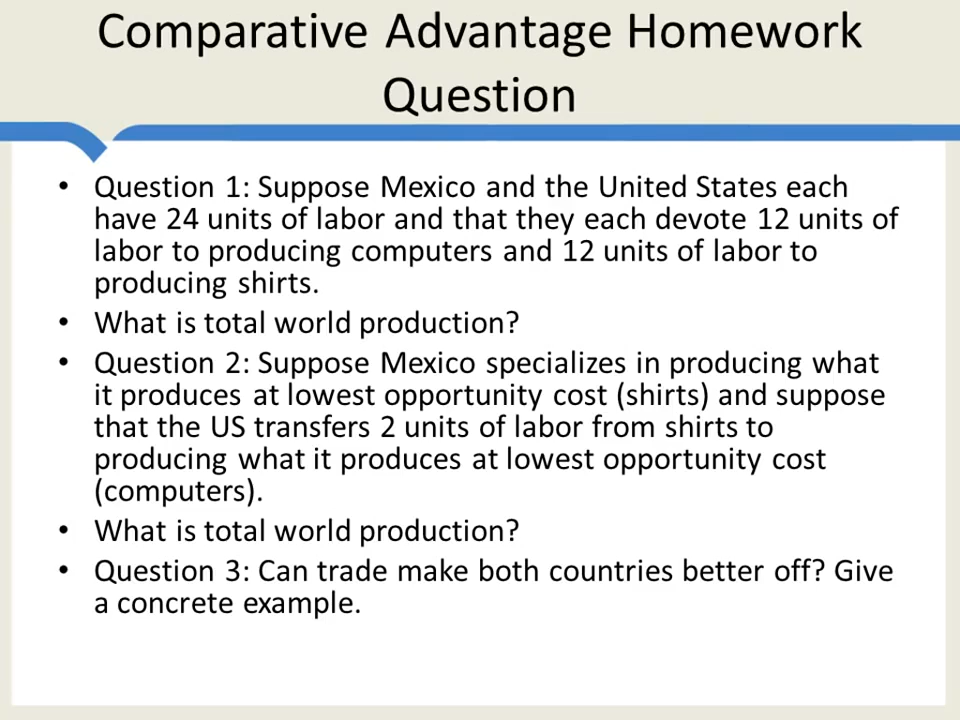 Comparative Advantage Homework
Question
• Question 1: Suppose Mexico and the United States each
have 24 units of labor and that they each devote 12 units of
labor to producing computers and 12 units of labor to
producing shirts.
• What is total world production?
• Question 2: Suppose Mexico specializes in producing what
it produces at lowest opportunity cost (shirts) and suppose
that the US transfers 2 units of labor from shirts to
producing what it produces at lowest opportunity cost
(computers).
• What is total world production?
• Question 3: Can trade make both countries better off? Give
a concrete example.